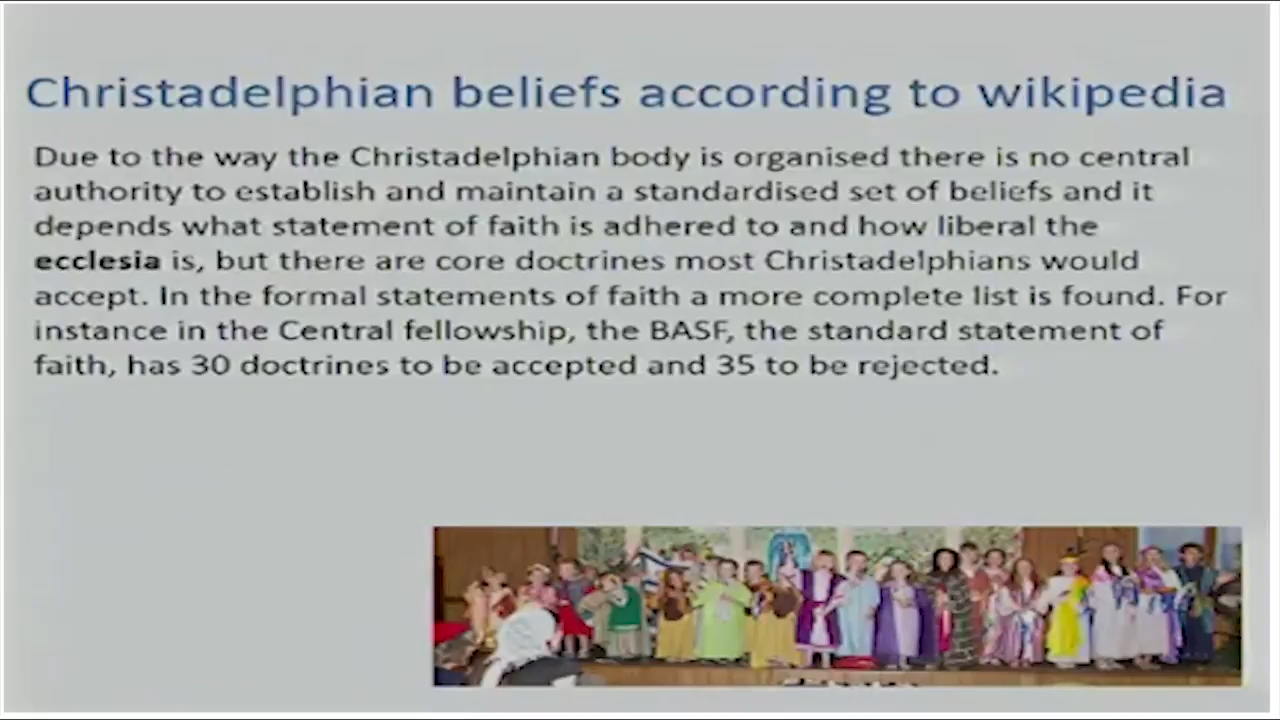 Christadelphian beliefs according to wikipedia
Due to the way the Christadelphian body is organised there is no central
authority to establish and maintain a standardised set of beliefs and it
depends what statement of faith is adhered to and how liberal the
ecclesia is, but there are core doctrines most Christadelphians would
accept. In the formal statements of faith a more complete list is found. For
instance in the Central fellowship, the BASF, the standard statement of
faith, has 30 doctrines to be accepted and 35 to be rejected.